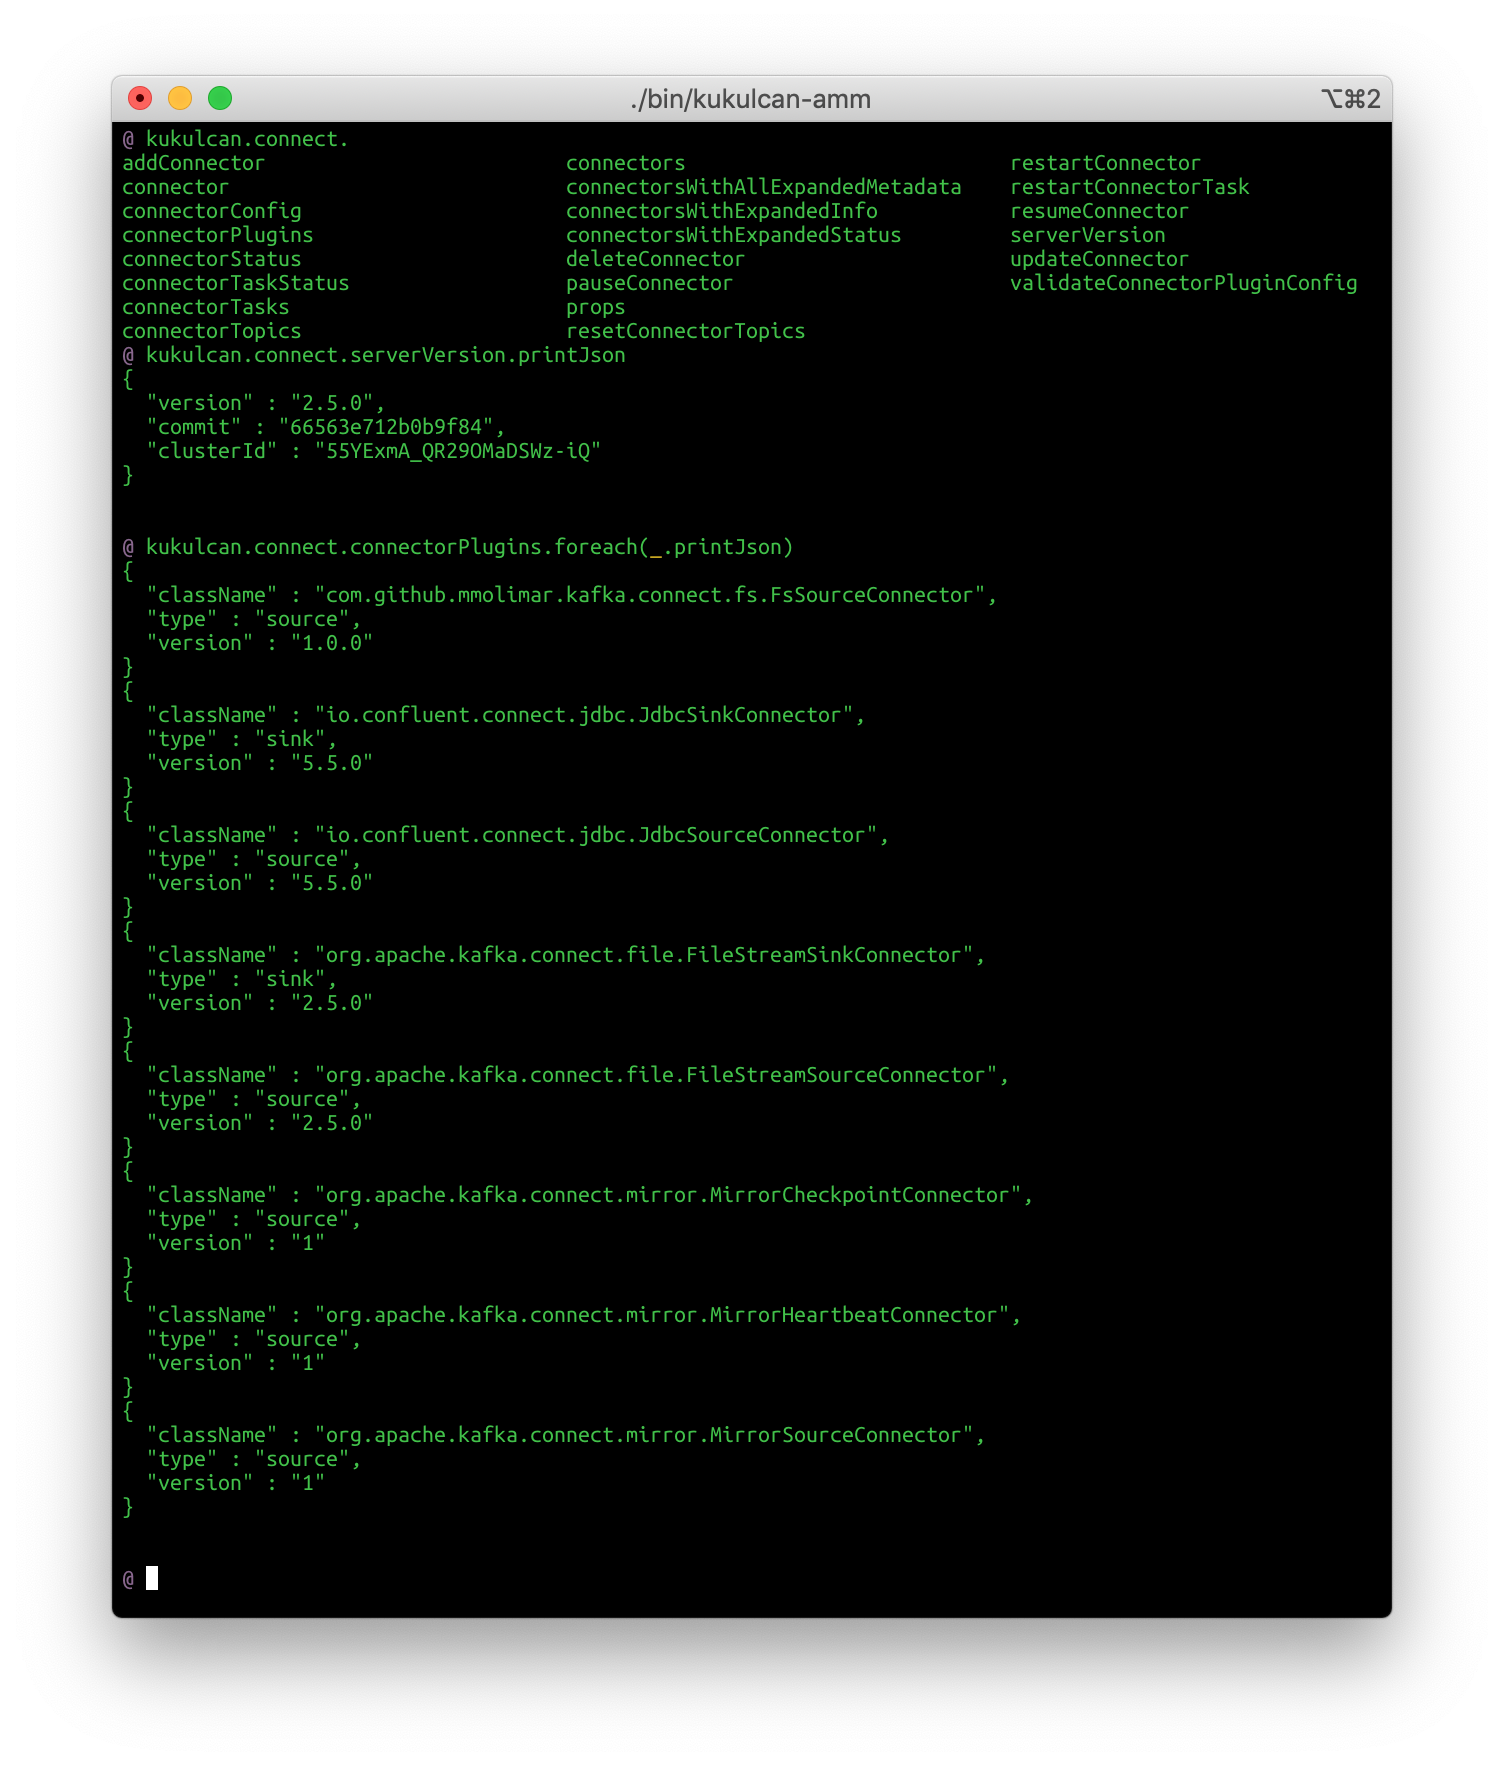 ./bin/kukulcan-amm ⌥⌘2
@ kukulcan.connect.
addConnector connectors restartConnector
connector connectorsWithAllExpandedMetadata restartConnectorTask
connectorConfig connectorsWithExpandedInfo resumeConnector
connectorPlugins connectorsWithExpandedStatus serverVersion
connectorStatus deleteConnector updateConnector
connectorTaskStatus pauseConnector validateConnectorPluginConfig
connectorTasks props
connectorTopics resetConnectorTopics
@ kukulcan.connect.serverVersion.printJson
{
  "version" : "2.5.0",
  "commit" : "66563e712b0b9f84",
  "clusterId" : "55YExmA_QR29OMaDSWz-iQ"
}
@ kukulcan.connect.connectorPlugins.foreach(_.printJson)
{
  "className" : "com.github.mmolimar.kafka.connect.fs.FsSourceConnector",
  "type" : "source",
  "version" : "1.0.0"
}
{
  "className" : "io.confluent.connect.jdbc.JdbcSinkConnector",
  "type" : "sink",
  "version" : "5.5.0"
}
{
  "className" : "io.confluent.connect.jdbc.JdbcSourceConnector",
  "type" : "source",
  "version" : "5.5.0"
}
{
  "className" : "org.apache.kafka.connect.file.FileStreamSinkConnector",
  "type" : "sink",
  "version" : "2.5.0"
}
{
  "className" : "org.apache.kafka.connect.file.FileStreamSourceConnector",
  "type" : "source",
  "version" : "2.5.0"
}
{
  "className" : "org.apache.kafka.connect.mirror.MirrorCheckpointConnector",
  "type" : "source",
  "version" : "1"
}
{
  "className" : "org.apache.kafka.connect.mirror.MirrorHeartbeatConnector",
  "type" : "source",
  "version" : "1"
}
{
  "className" : "org.apache.kafka.connect.mirror.MirrorSourceConnector",
  "type" : "source",
  "version" : "1"
}
@